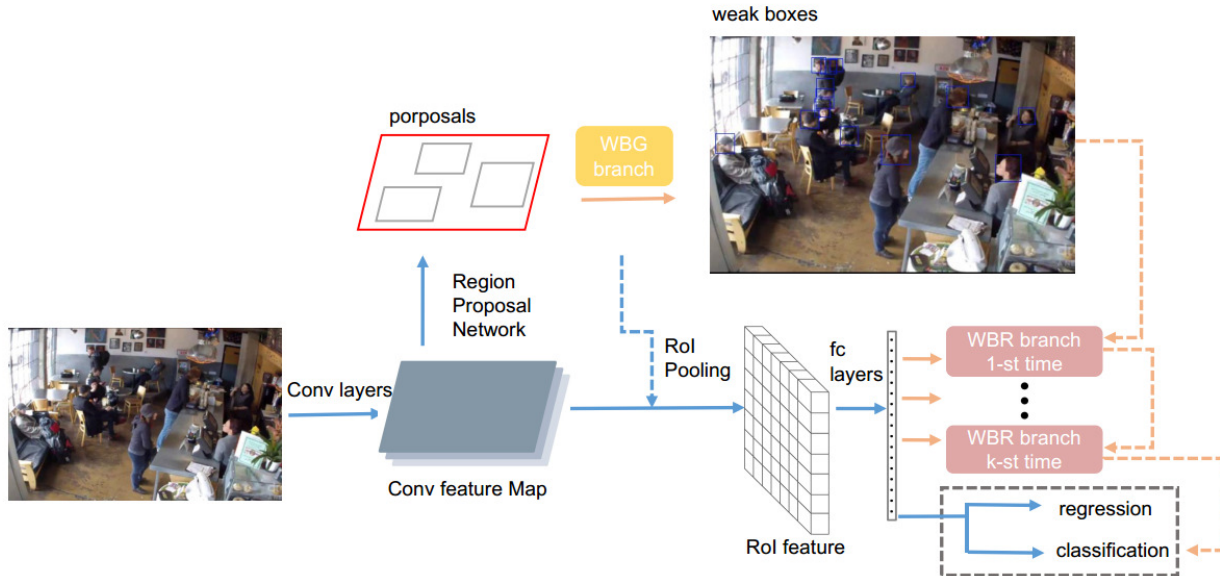 weak boxes
porposals
WBG
branch
Region
Proposal
Network
RoI
Pooling
fc
layers
WBR branch
1-st time
Conv layers
WBR branch
k-st time
Conv feature Map
regression
RoI feature
classification